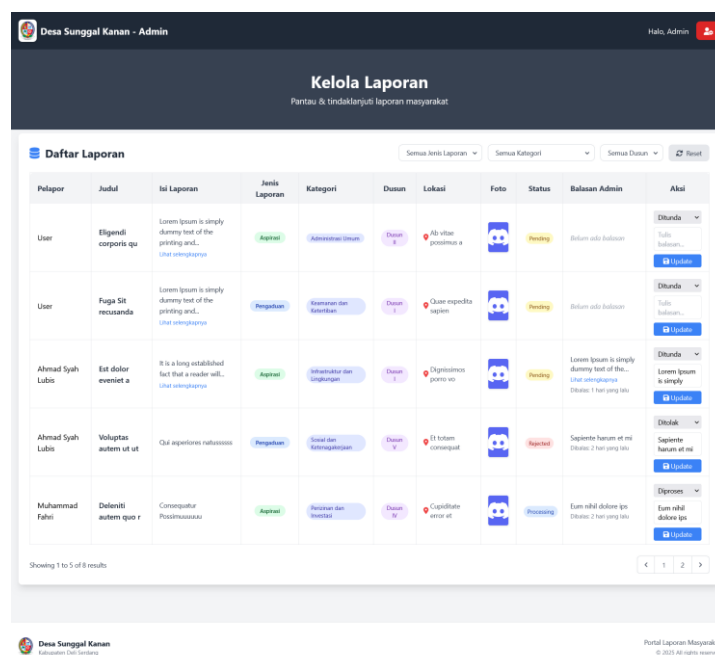 Desa Sunggal Kanan - Admin
Halo, Admin
Kelola Laporan
Pantau & tindaklanjuti laporan masyarakat
Daftar Laporan
Semua Jenis Laporan
Semua Kategori
Semua Dusun
Reset
Pelapor Judul Isi Laporan Jenis Laporan Kategori Dusun Lokasi Foto Status Balasan Admin Aksi
User
Eligendi
corporis qu
Lorem Ipsum is simply
dummy text of the
printing and...
Lihat selengkapnya
Aspirasi
Administrasi Umum
Dusun
II
Ab vitae
possimus a
Pending
Belum ada balasan
Ditunda
Tulis
balasan...
Update
User
Fuga Sit
recusanda
Lorem Ipsum is simply
dummy text of the
printing and...
Lihat selengkapnya
Pengaduan
Keamanan dan
Ketertiban
Dusun
I
Quae expedita
sapien
Pending
Belum ada balasan
Ditunda
Tulis
balasan...
Update
Ahmad Syah
Lubis
Est dolor
eveniet a
It is a long established
fact that a reader will...
Lihat selengkapnya
Aspirasi
Infrastruktur dan
Lingkungan
Dusun
I
Dignissimos
porro vo
Pending
Lorem Ipsum is simply
dummy text of the...
Lihat selengkapnya
Dibalas: 1 hari yang lalu
Ditunda
Lorem Ipsum
is simply
Update
Ahmad Syah
Lubis
Voluptas
autem ut ut
Qui asperiores natusssss
Pengaduan
Sosial dan
Ketenagakerjaan
Dusun
V
Et totam
consequat
Rejected
Sapiente harum et mi
Dibalas: 2 hari yang lalu
Ditolak
Sapiente
harum et mi
Update
Muhammad
Fahri
Deleniti
autem quo r
Consequatur
Possimusuuuuu
Aspirasi
Perizinan dan
Investasi
Dusun
IV
Cupiditate
error et
Processing
Eum nihil dolore ips
Dibalas: 2 hari yang lalu
Diproses
Eum nihil
dolore ips
Update
Showing 1 to 5 of 8 results
1 2
Desa Sunggal Kanan
Kabupaten Deli Serdang
Portal Laporan Masyarak
© 2025 All rights reserve